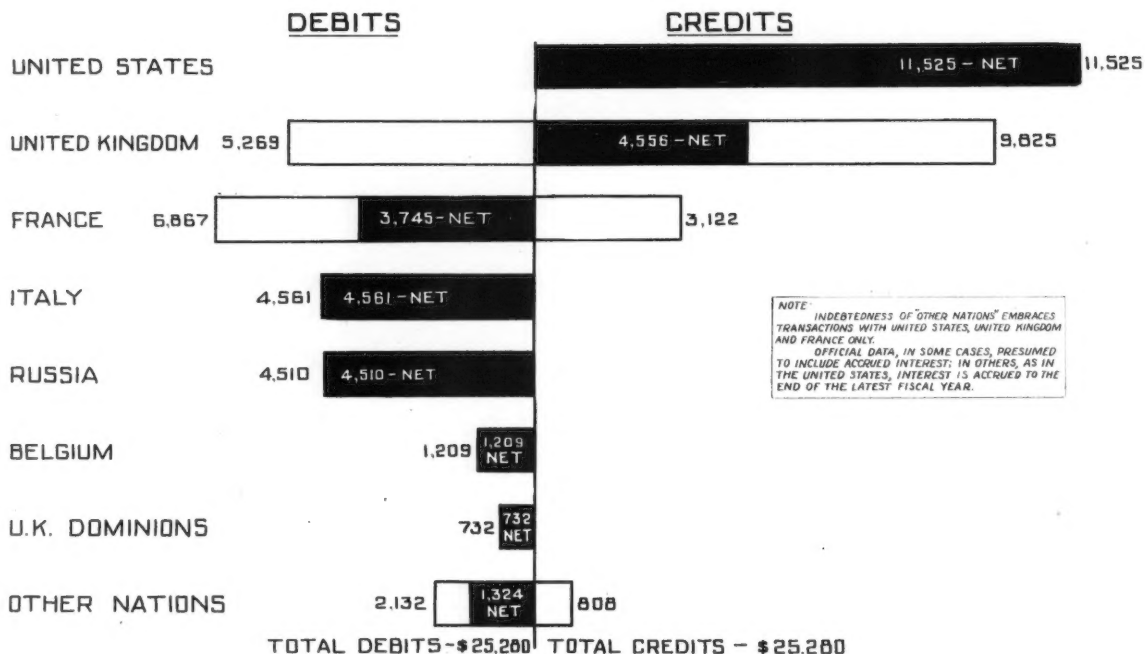 DEBITS CREDITS
UNITED STATES 11,525 - NET 11,525
UNITED KINGDOM 5,269 4,556 - NET 9,825
FRANCE 6,867 3,745 - NET 3,122
ITALY 4,561 4,561 - NET
RUSSIA 4,510 4,510 - NET
BELGIUM 1,209 1,209
NET
U.K. DOMINIONS 732 732
NET
OTHER NATIONS 2,132 1,324 808
NET
NOTE
INDEBTEDNESS OF "OTHER NATIONS" EMBRACES
TRANSACTIONS WITH UNITED STATES, UNITED KINGDOM
AND FRANCE ONLY.
OFFICIAL DATA, IN SOME CASES, PRESUMED
TO INCLUDE ACCRUED INTEREST; IN OTHERS, AS IN
THE UNITED STATES, INTEREST IS ACCRUED TO THE
END OF THE LATEST FISCAL YEAR.
TOTAL DEBITS - $25,280 TOTAL CREDITS - $25,280